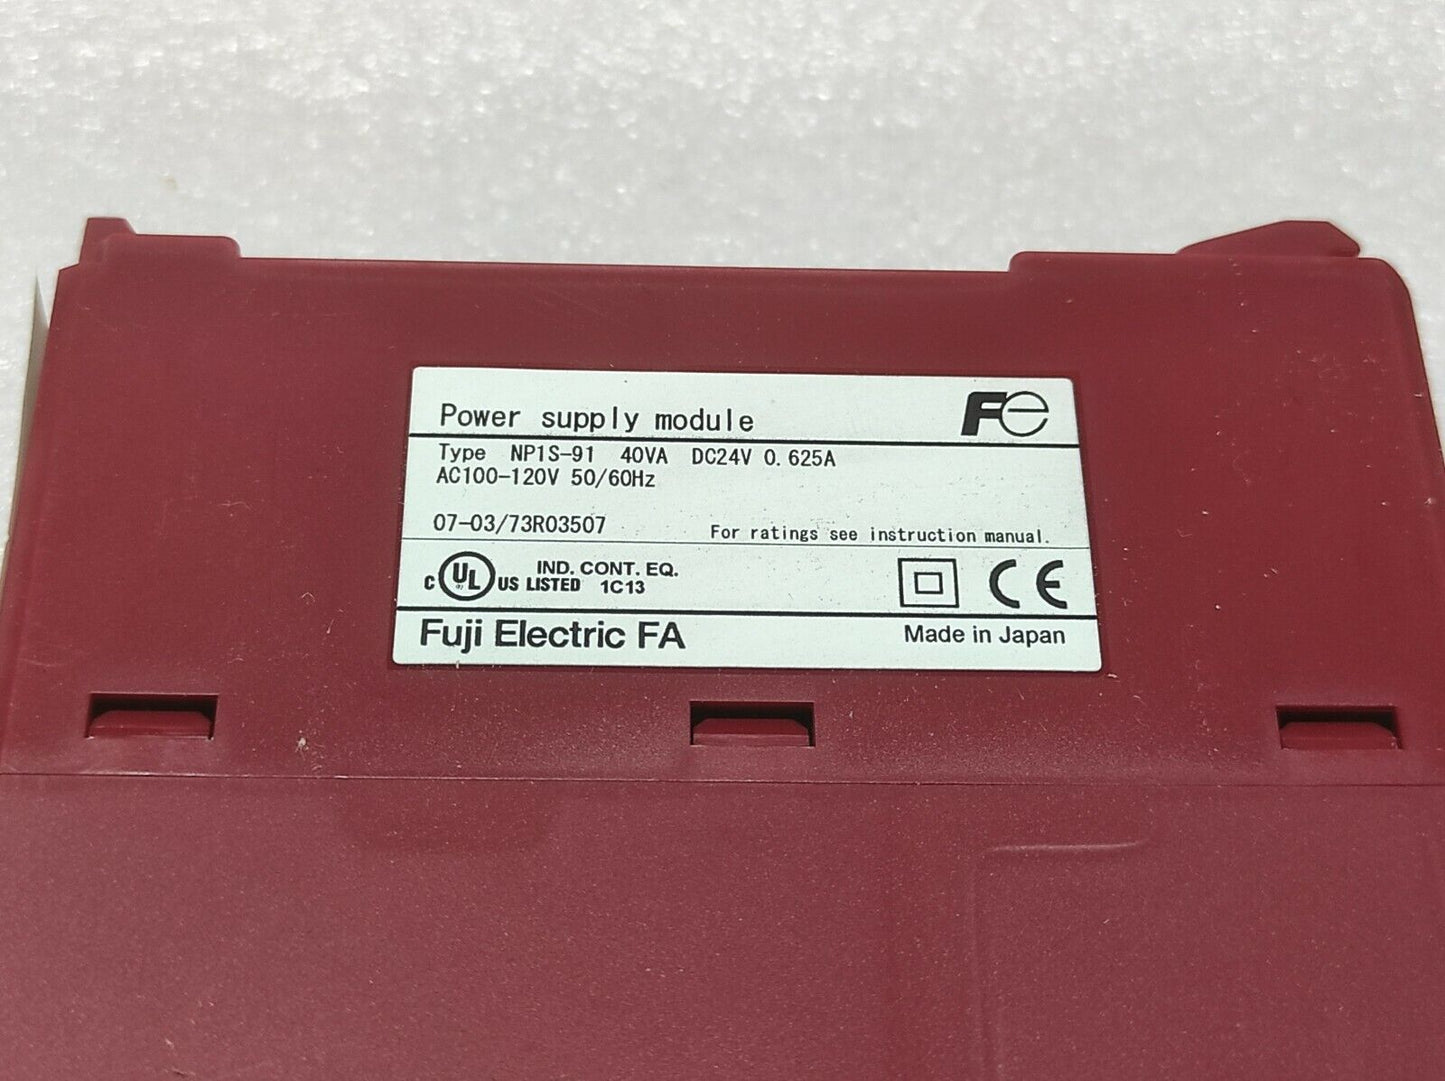 Power supply module Fe
Type NP1S-91 40VA DC24V 0.625A
AC100-120V 50/60Hz
07-03/73R03507 For ratings see instruction manual.
IND. CONT. EQ.
C UL US LISTED 1C13 CE
Fuji Electric FA Made in Japan